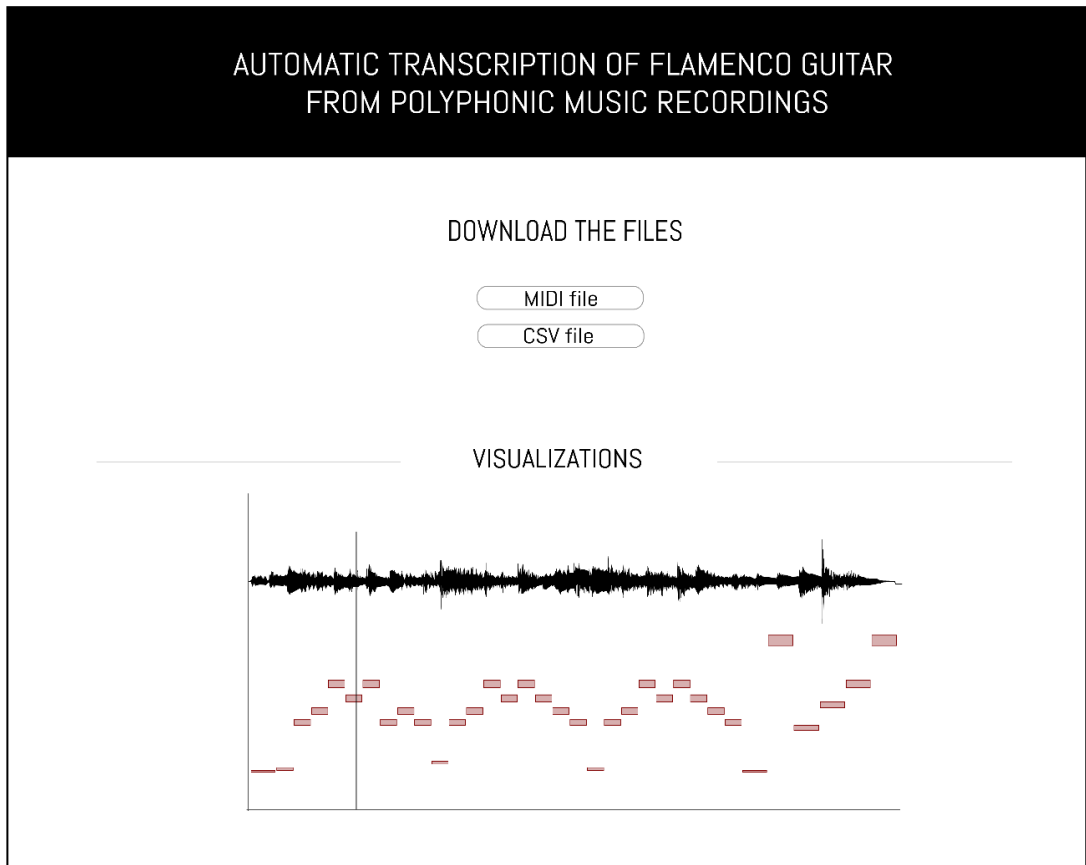 AUTOMATIC TRANSCRIPTION OF FLAMENCO GUITAR
FROM POLYPHONIC MUSIC RECORDINGS
DOWNLOAD THE FILES
MIDI file
CSV file
VISUALIZATIONS